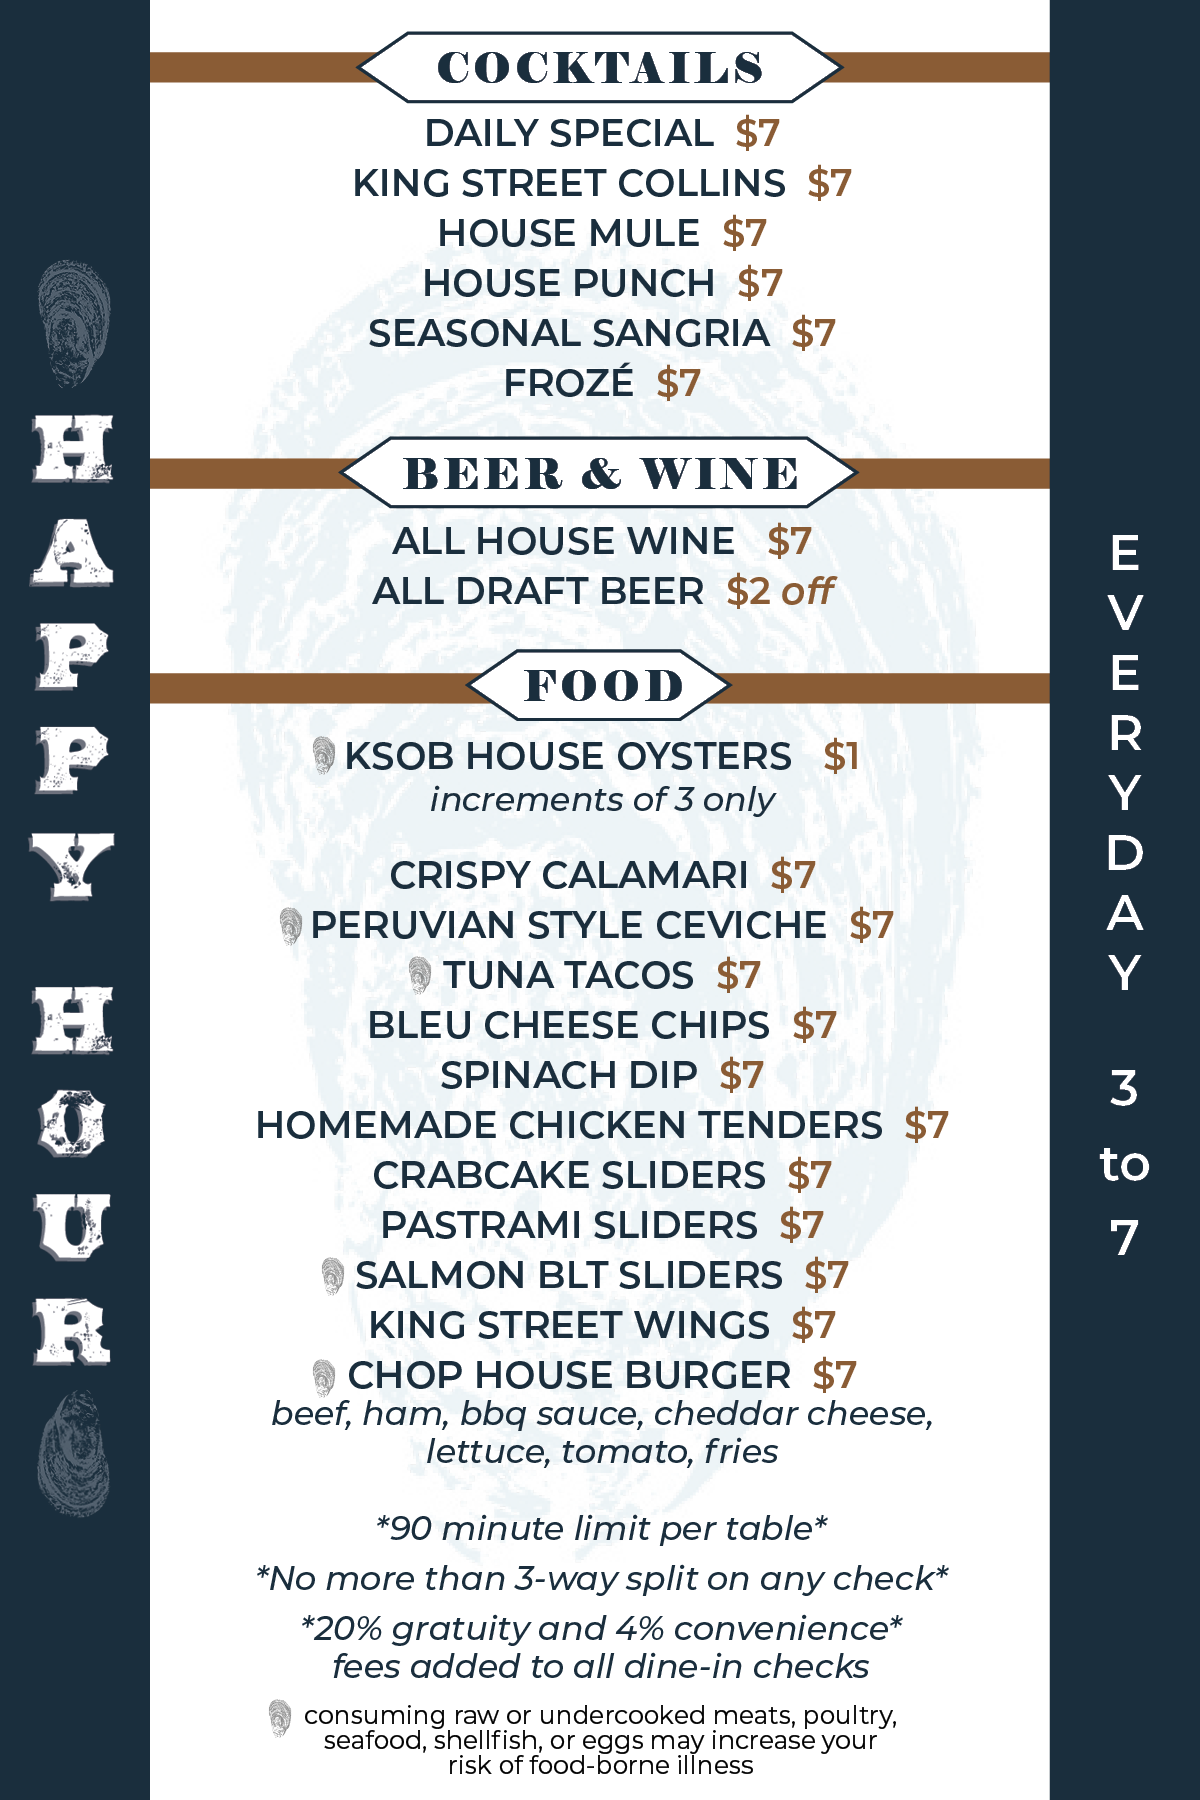 COCKTAILS
DAILY SPECIAL $7
KING STREET COLLINS $7
HOUSE MULE $7
HOUSE PUNCH $7
SEASONAL SANGRIA $7
FROZÉ $7
BEER & WINE
ALL HOUSE WINE $7
ALL DRAFT BEER $2 off
FOOD
KSOB HOUSE OYSTERS $1
increments of 3 only
CRISPY CALAMARI $7
PERUVIAN STYLE CEVICHE $7
TUNA TACOS $7
BLEU CHEESE CHIPS $7
SPINACH DIP $7
HOMEMADE CHICKEN TENDERS $7
CRABCAKE SLIDERS $7
PASTRAMI SLIDERS $7
SALMON BLT SLIDERS $7
KING STREET WINGS $7
CHOP HOUSE BURGER $7
beef, ham, bbq sauce, cheddar cheese,
lettuce, tomato, fries
*90 minute limit per table*
*No more than 3-way split on any check*
*20% gratuity and 4% convenience*
fees added to all dine-in checks
consuming raw or undercooked meats, poultry,
seafood, shellfish, or eggs may increase your
risk of food-borne illness
HAPPY HOUR
EVERYDAY 3 to 7